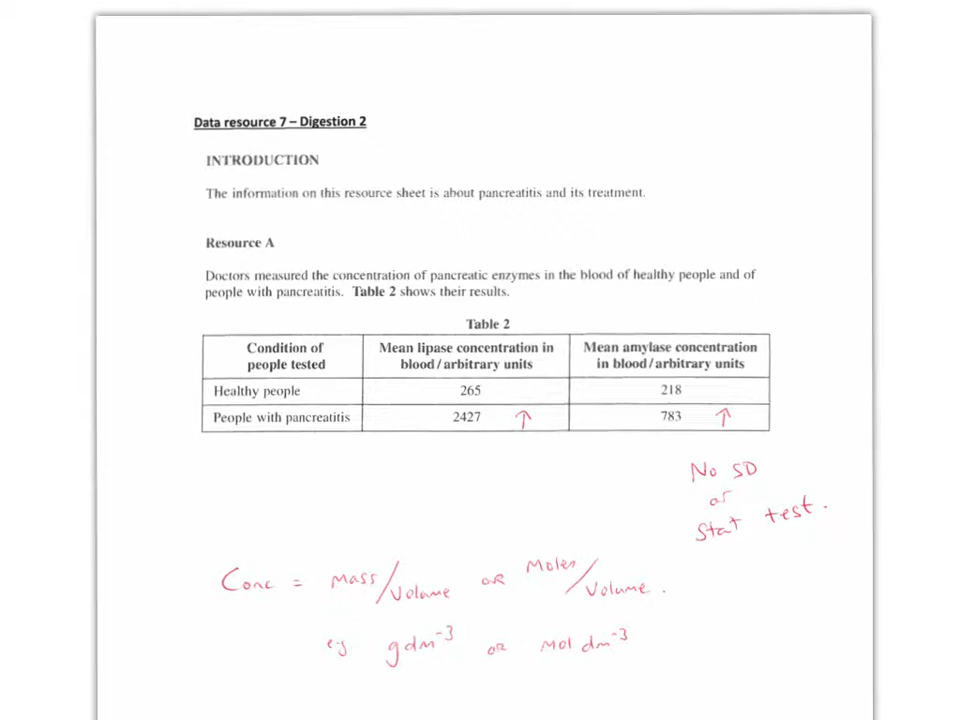 Data resource 7 – Digestion 2
INTRODUCTION
The information on this resource sheet is about pancreatitis and its treatment.
Resource A
Doctors measured the concentration of pancreatic enzymes in the blood of healthy people and of
people with pancreatitis. Table 2 shows their results.
Table 2
Condition of people tested Mean lipase concentration in blood / arbitrary units Mean amylase concentration in blood / arbitrary units
Healthy people 265 218
People with pancreatitis 2427 ↑ 783 ↑
No SD
or
Stat test.
Conc = Mass/Volume OR Moles/Volume.
eg gdm⁻³ OR Mol dm⁻³